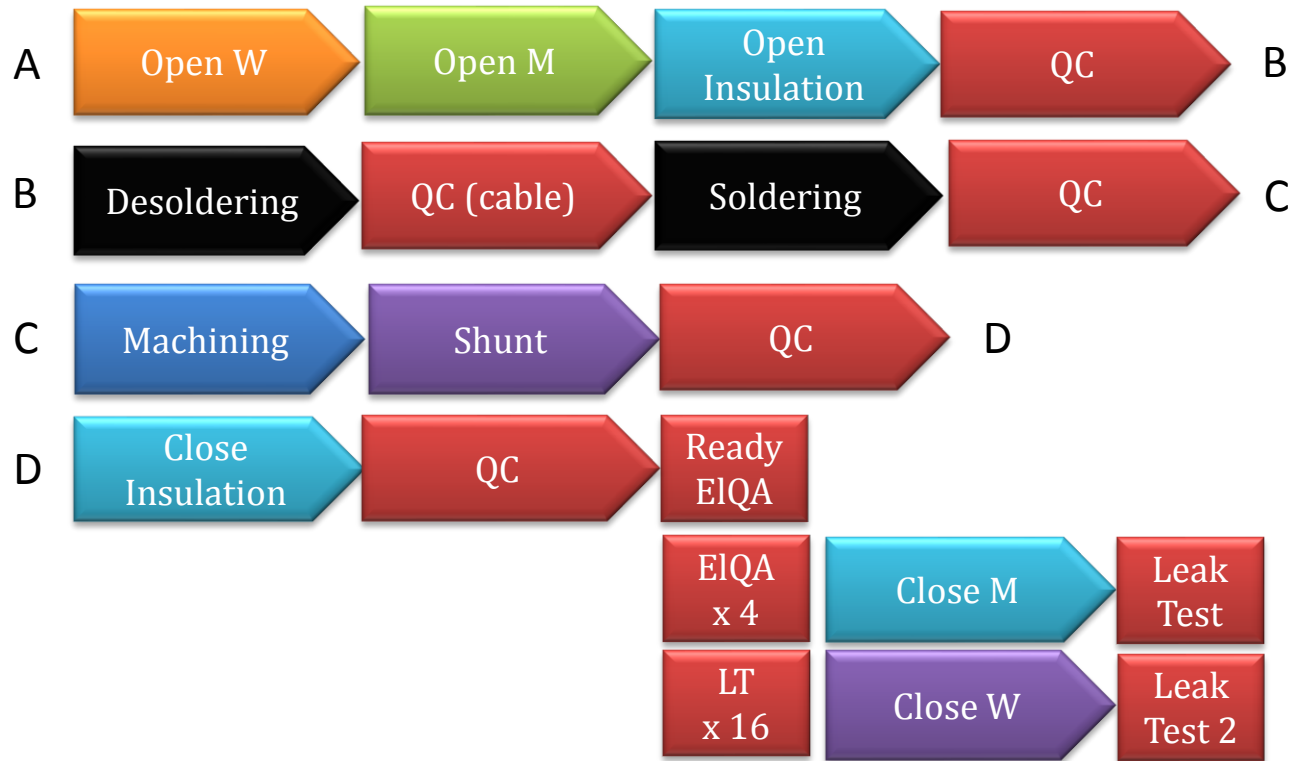 A
Open W
Open M
Open
Insulation
QC
B
B
Desoldering
QC (cable)
Soldering
QC
C
C
Machining
Shunt
QC
D
D
Close
Insulation
QC
Ready
ElQA
ElQA
x 4
Close M
Leak
Test
LT
x 16
Close W
Leak
Test 2